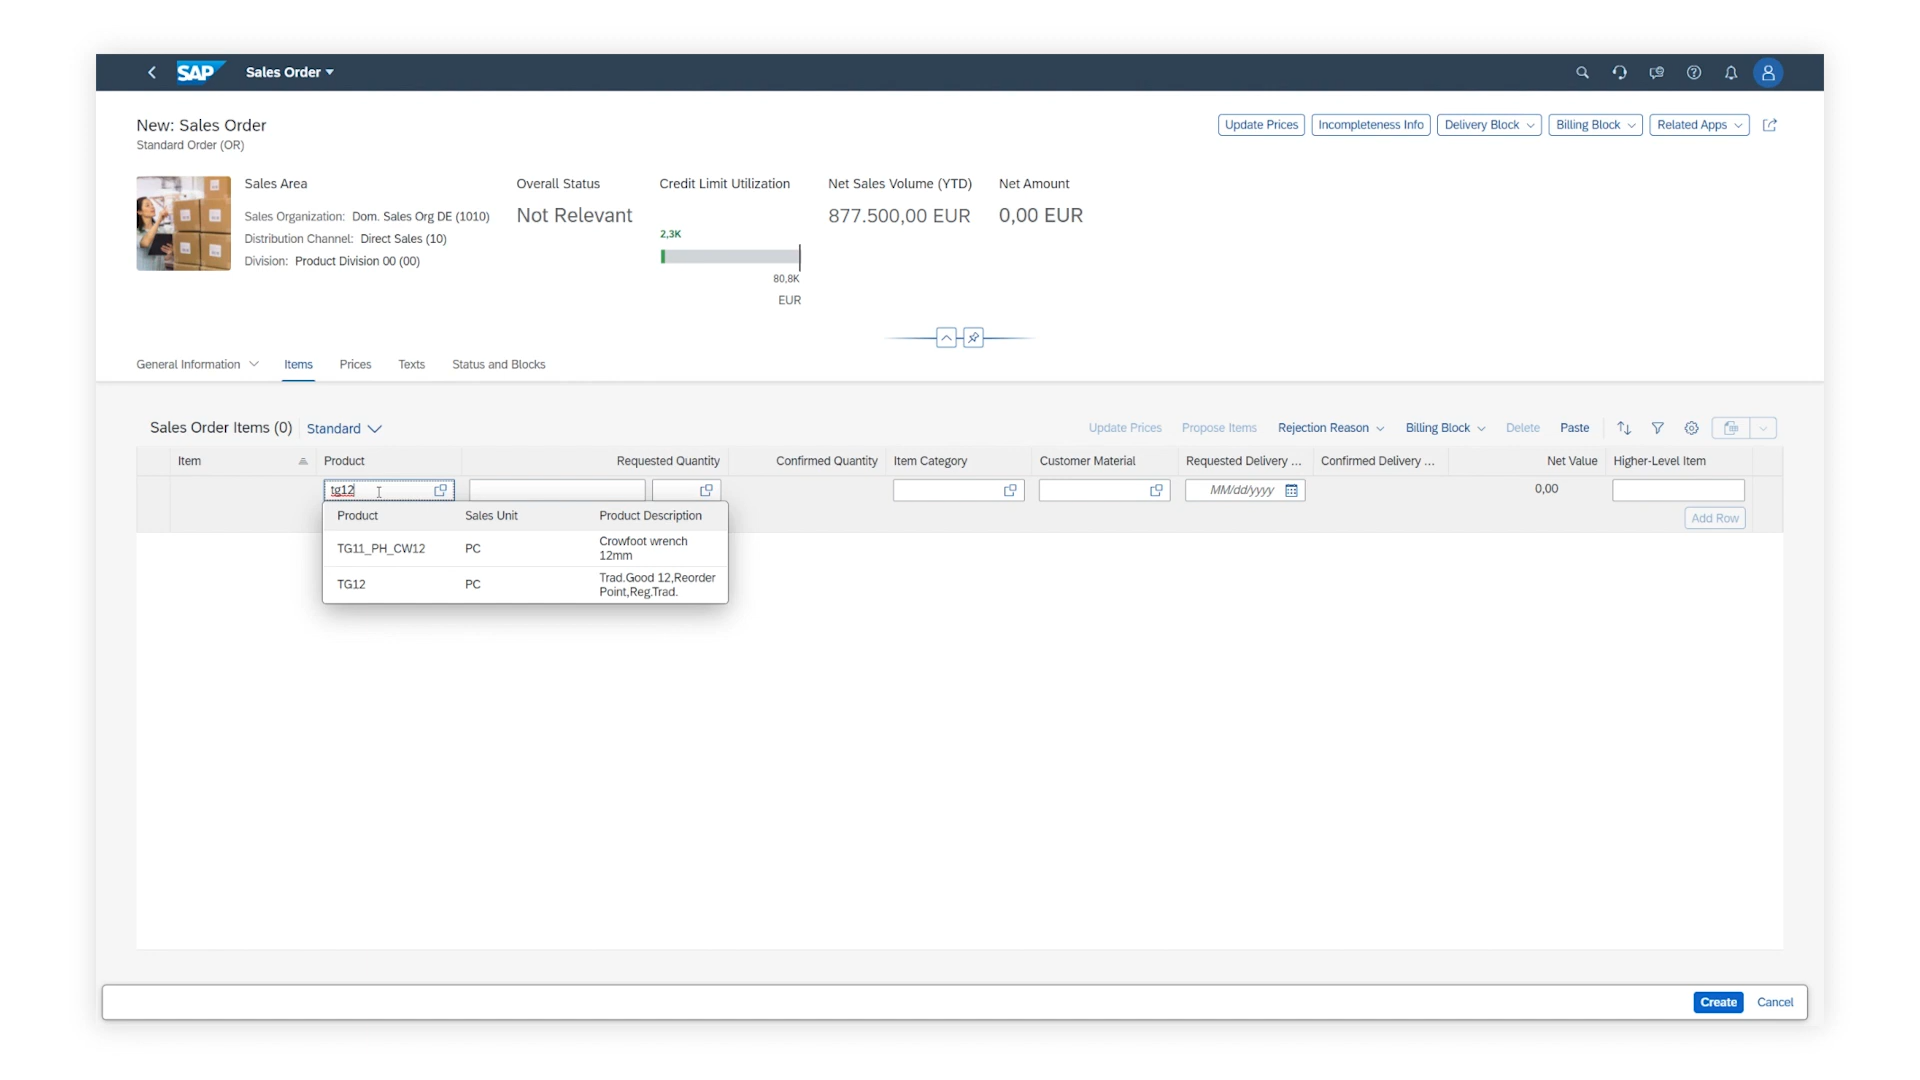 SAP Sales Order
New: Sales Order
Standard Order (OR)
Update Prices Incompleteness Info Delivery Block Billing Block Related Apps
Sales Area
Sales Organization: Dom. Sales Org DE (1010)
Distribution Channel: Direct Sales (10)
Division: Product Division 00 (00)
Overall Status
Not Relevant
Credit Limit Utilization
2,3K
80,8K
EUR
Net Sales Volume (YTD)
877.500,00 EUR
Net Amount
0,00 EUR
General Information Items Prices Texts Status and Blocks
Sales Order Items (0) Standard
Update Prices Propose Items Rejection Reason Billing Block Delete Paste
Item Product Requested Quantity Confirmed Quantity Item Category Customer Material Requested Delivery ... Confirmed Delivery ... Net Value Higher-Level Item
tg12 MM/dd/yyyy 0,00
Add Row
Product Sales Unit Product Description
TG11_PH_CW12 PC Crowfoot wrench
12mm
TG12 PC Trad.Good 12,Reorder
Point,Reg.Trad.
Create Cancel